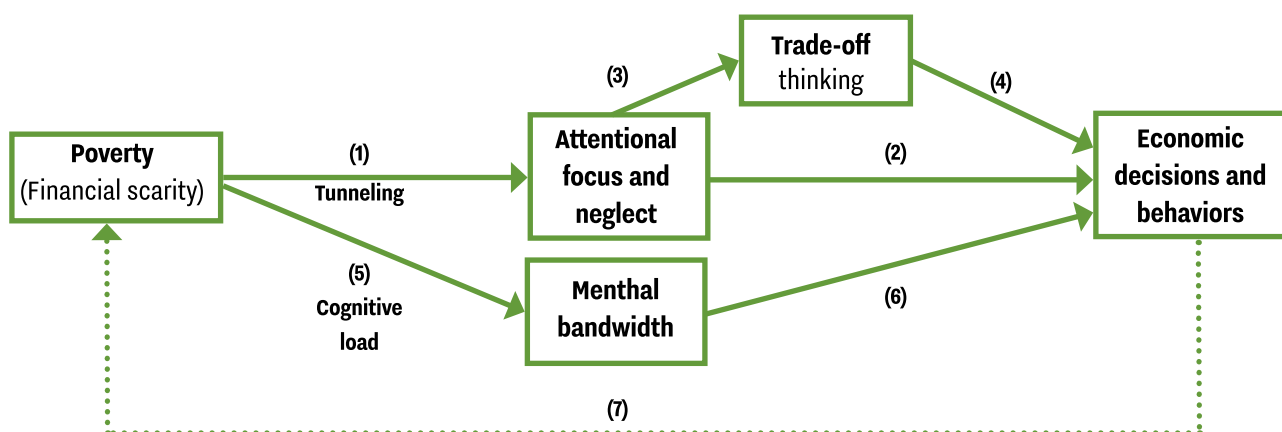 Trade-off
thinking
(3)
(4)
Poverty
(Financial scarity)
(1)
Tunneling
Attentional
focus and
neglect
(2)
Economic
decisions and
behaviors
(5)
Cognitive
load
Menthal
bandwidth
(6)
(7)